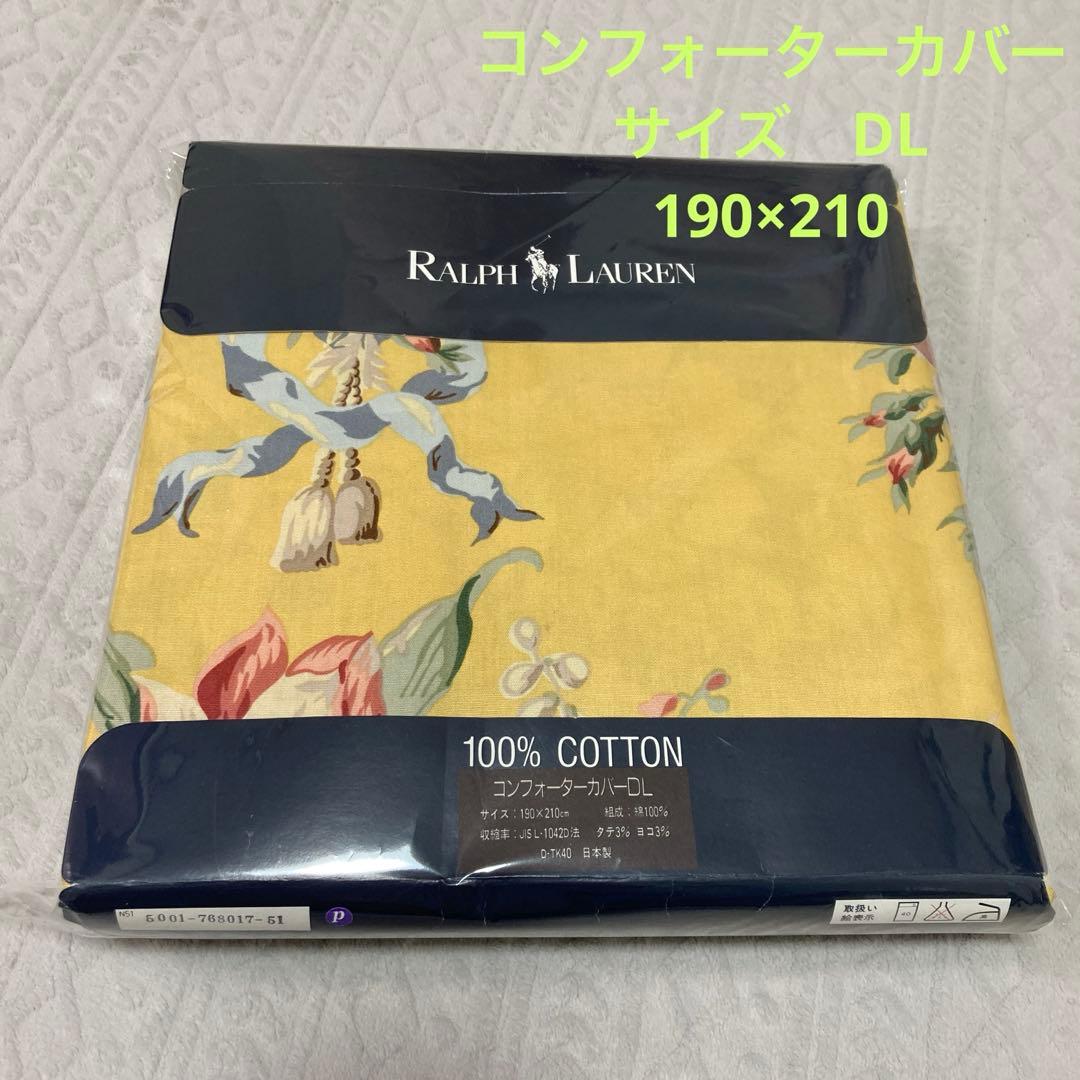 コンフォーターカバー
サイズ　DL
190×210
RALPH LAUREN
100% COTTON
コンフォーターカバーDL
サイズ：190×210cm　組成：綿100%
収縮率：JIS L-1042D法　タテ3% ヨコ3%
D-TK40　日本製
N51
5001-768017-51
p
取扱い
絵表示
40